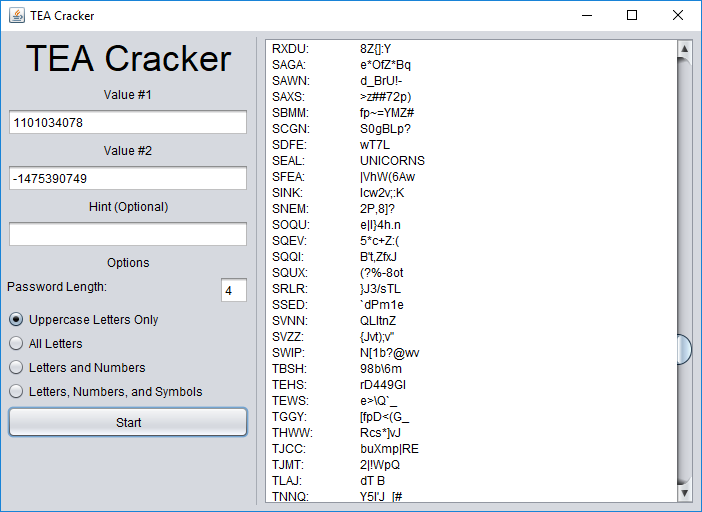 TEA Cracker
TEA Cracker
Value #1
1101034078
Value #2
-1475390749
Hint (Optional)
Options
Password Length:
4
Uppercase Letters Only
All Letters
Letters and Numbers
Letters, Numbers, and Symbols
Start
RXDU: 8Z{]:Y
SAGA: e*OfZ*Bq
SAWN: d_BrU!-
SAXS: >z##72p)
SBMM: fp~=YMZ#
SCGN: S0gBLp?
SDFE: wT7L
SEAL: UNICORNS
SFEA: |VhW(6Aw
SINK: lcw2v;:K
SNEM: 2P,8]?
SOQU: e|l}4h.n
SQEV: 5*c+Z:(
SQQI: B't,ZfxJ
SQUX: (?%-8ot
SRLR: }J3/sTL
SSED: `dPm1e
SVNN: QLItnZ
SVZZ: {Jvt);v"
SWIP: N[1b?@wv
TBSH: 98b\6m
TEHS: rD449Gl
TEWS: e>\Q`_
TGGY: [fpD<(G_
THWW: Rcs*]vJ
TJCC: buXmp|RE
TJMT: 2|!WpQ
TLAJ: dT B
TNNQ: Y5I'J_[#